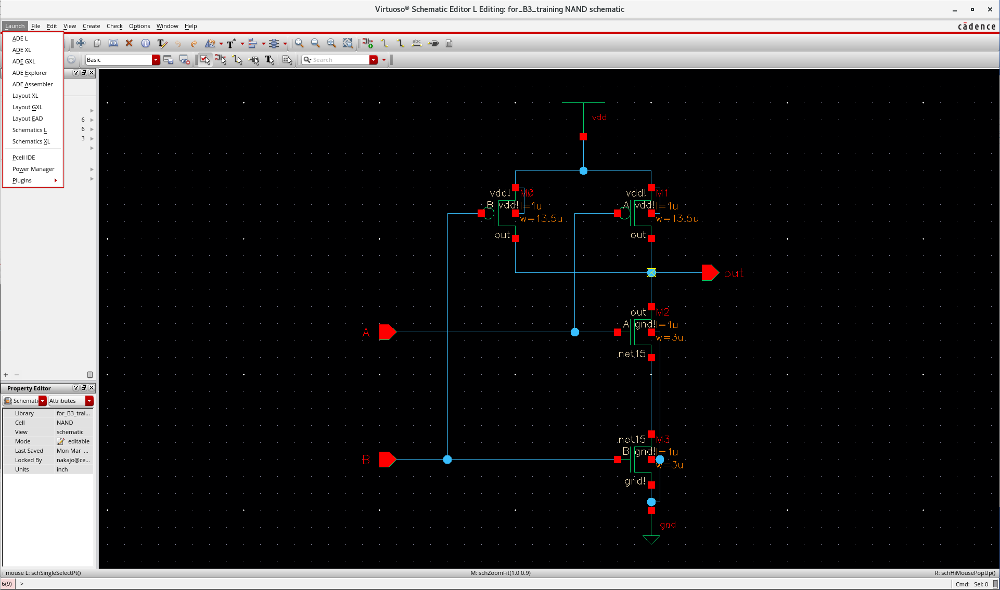 Virtuoso® Schematic Editor L Editing: for_B3_training NAND schematic
Launch File Edit View Create Check Options Window Help
cādence
ADE L
ADE XL
ADE GXL
ADE Explorer
ADE Assembler
Layout XL
Layout GXL
Layout EAD
Schematics L
Schematics XL
Pcell IDE
Power Manager
Plugins
abc
Basic
Search
6
6
3
vdd
vdd! M0
B vdd! l=1u
w=13.5u
out
vdd! M1
A vdd! l=1u
w=13.5u
out
out
out M2
A gnd! l=1u
w=3u
net15
A
net15 M3
B gnd! l=1u
w=3u
gnd!
B
gnd
Property Editor
Schemati Attributes
Library for_B3_trai...
Cell NAND
View schematic
Mode editable
Last Saved Mon Mar ...
Locked By nakajo@ce...
Units inch
mouse L: schSingleSelectPt() M: schZoomFit(1.0 0.9) R: schHiMousePopUp()
6(9) > Cmd: Sel: 0